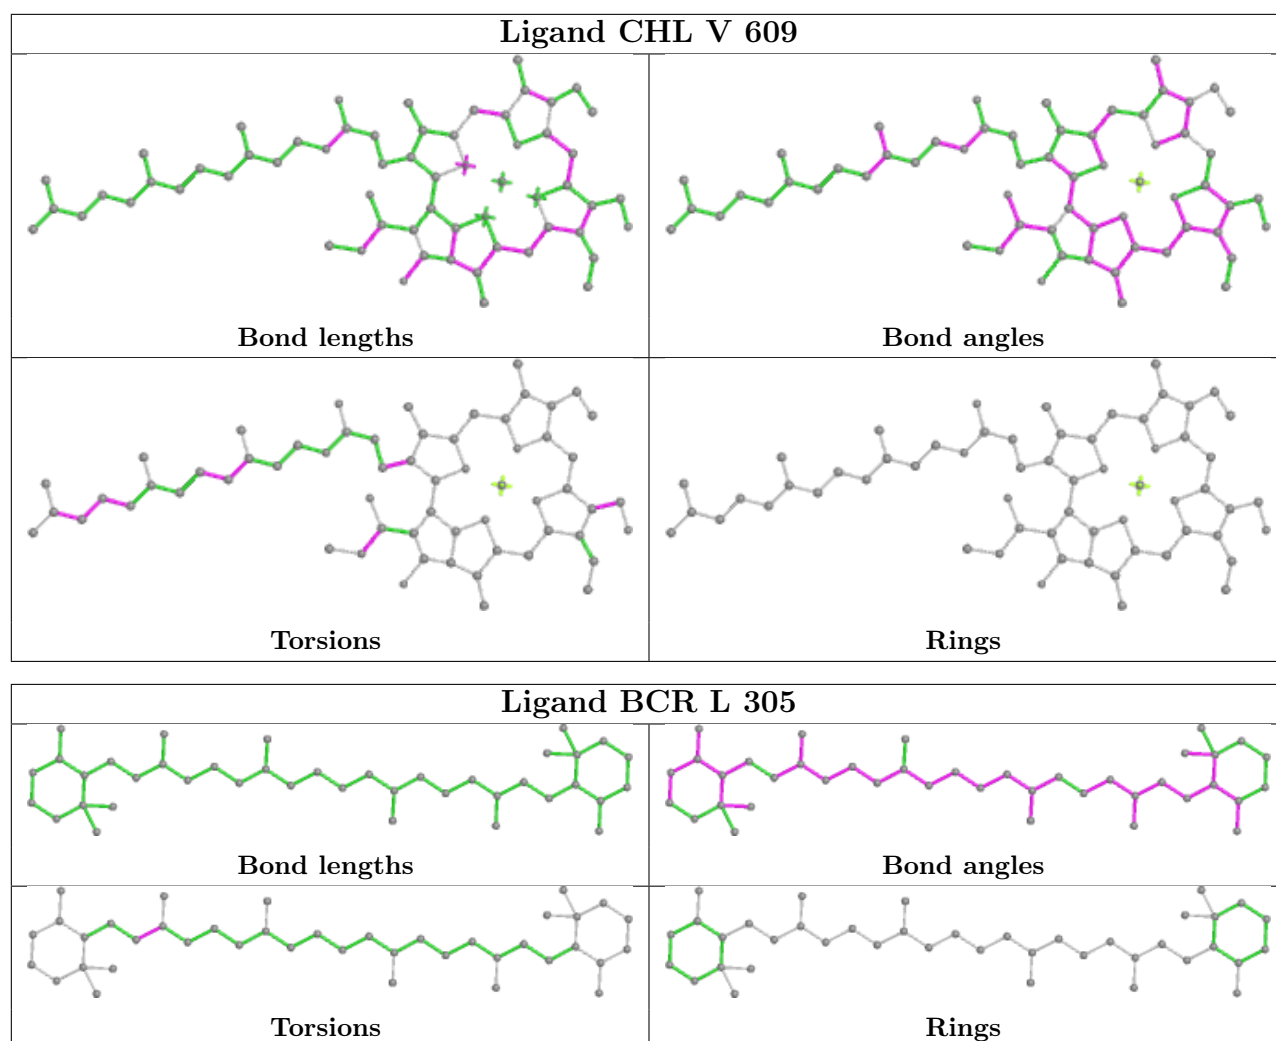 Ligand CHL V 609
Bond lengths
Bond angles
Torsions
Rings
Ligand BCR L 305
Bond lengths
Bond angles
Torsions
Rings